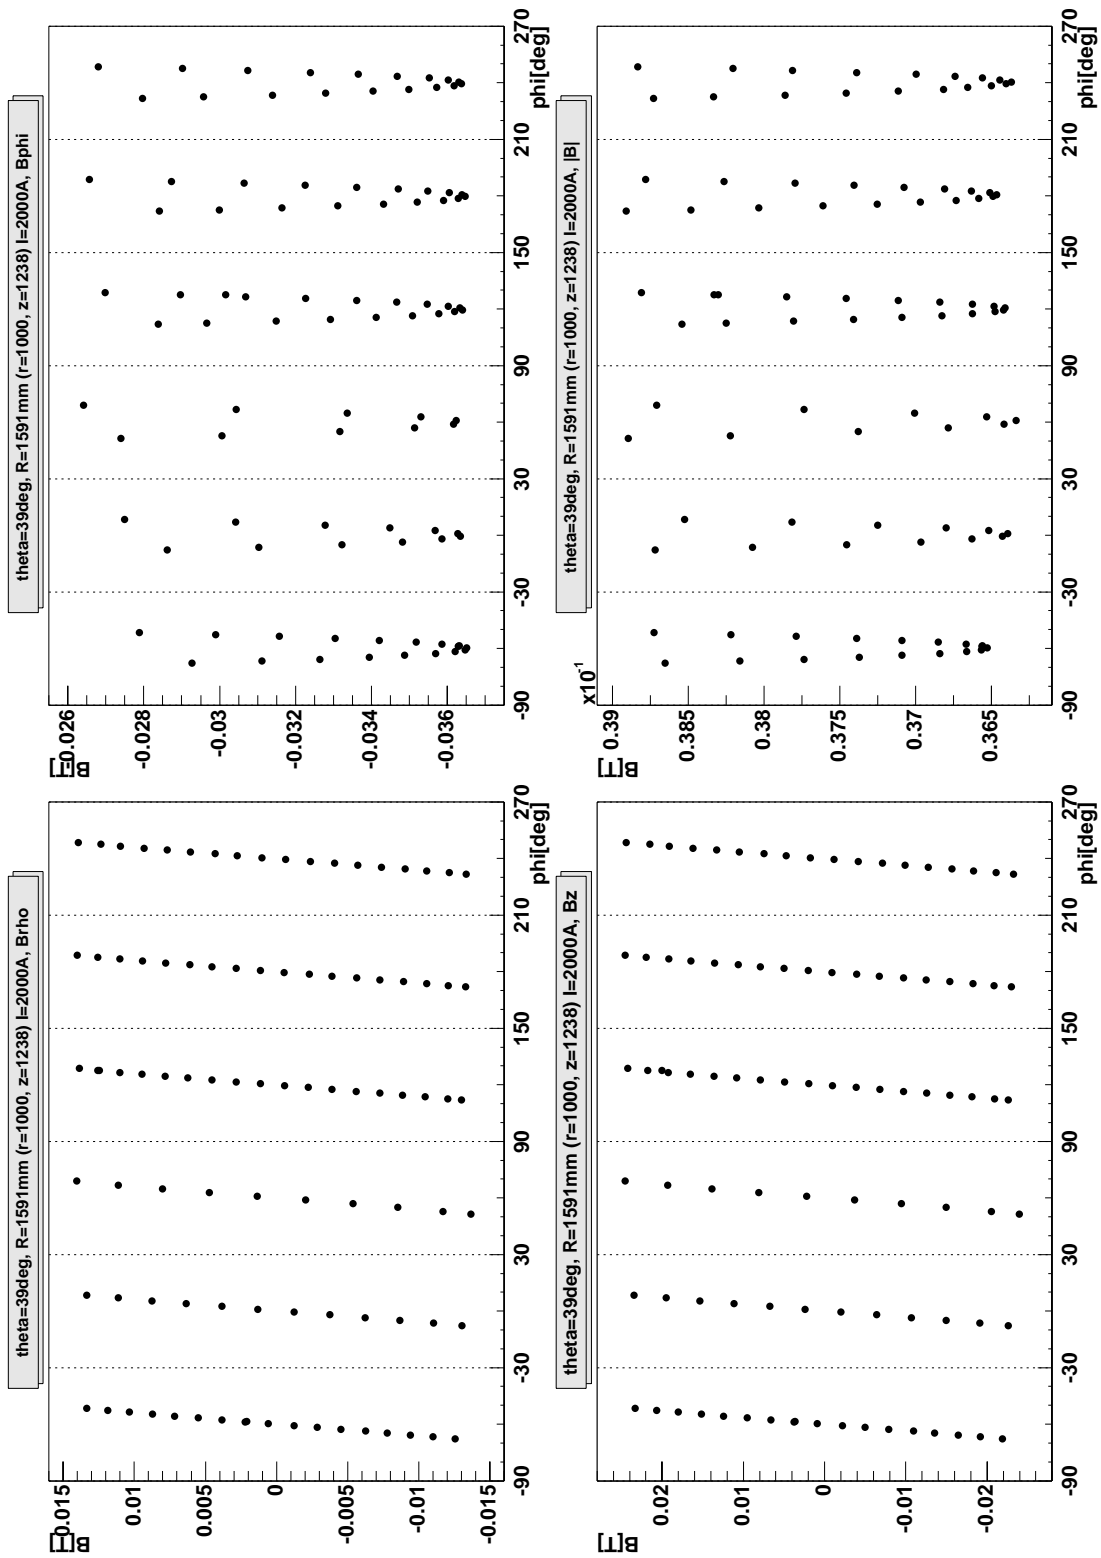 theta=39deg, R=1591mm (r=1000, z=1238) I=2000A, Brho
B[T]
0.015
0.01
0.005
0
-0.005
-0.01
-0.015
-90 -30 30 90 150 210 270
phi[deg]
theta=39deg, R=1591mm (r=1000, z=1238) I=2000A, Bphi
B[T]
-0.026
-0.028
-0.03
-0.032
-0.034
-0.036
-90 -30 30 90 150 210 270
phi[deg]
theta=39deg, R=1591mm (r=1000, z=1238) I=2000A, Bz
B[T]
0.02
0.01
0
-0.01
-0.02
-90 -30 30 90 150 210 270
phi[deg]
theta=39deg, R=1591mm (r=1000, z=1238) I=2000A, |B|
x10⁻¹
B[T]
0.39
0.385
0.38
0.375
0.37
0.365
-90 -30 30 90 150 210 270
phi[deg]